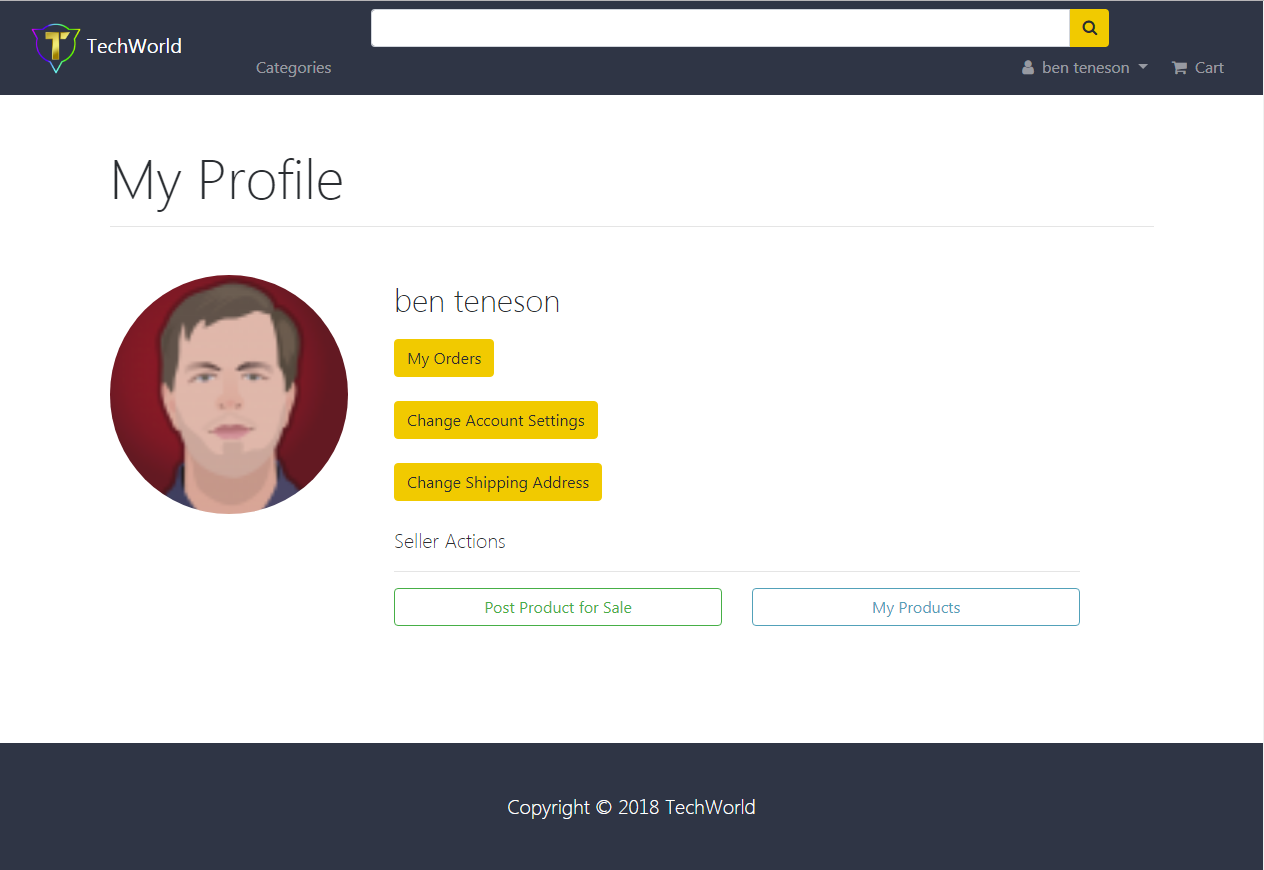 TechWorld
Categories
ben teneson
Cart
My Profile
ben teneson
My Orders
Change Account Settings
Change Shipping Address
Seller Actions
Post Product for Sale
My Products
Copyright © 2018 TechWorld